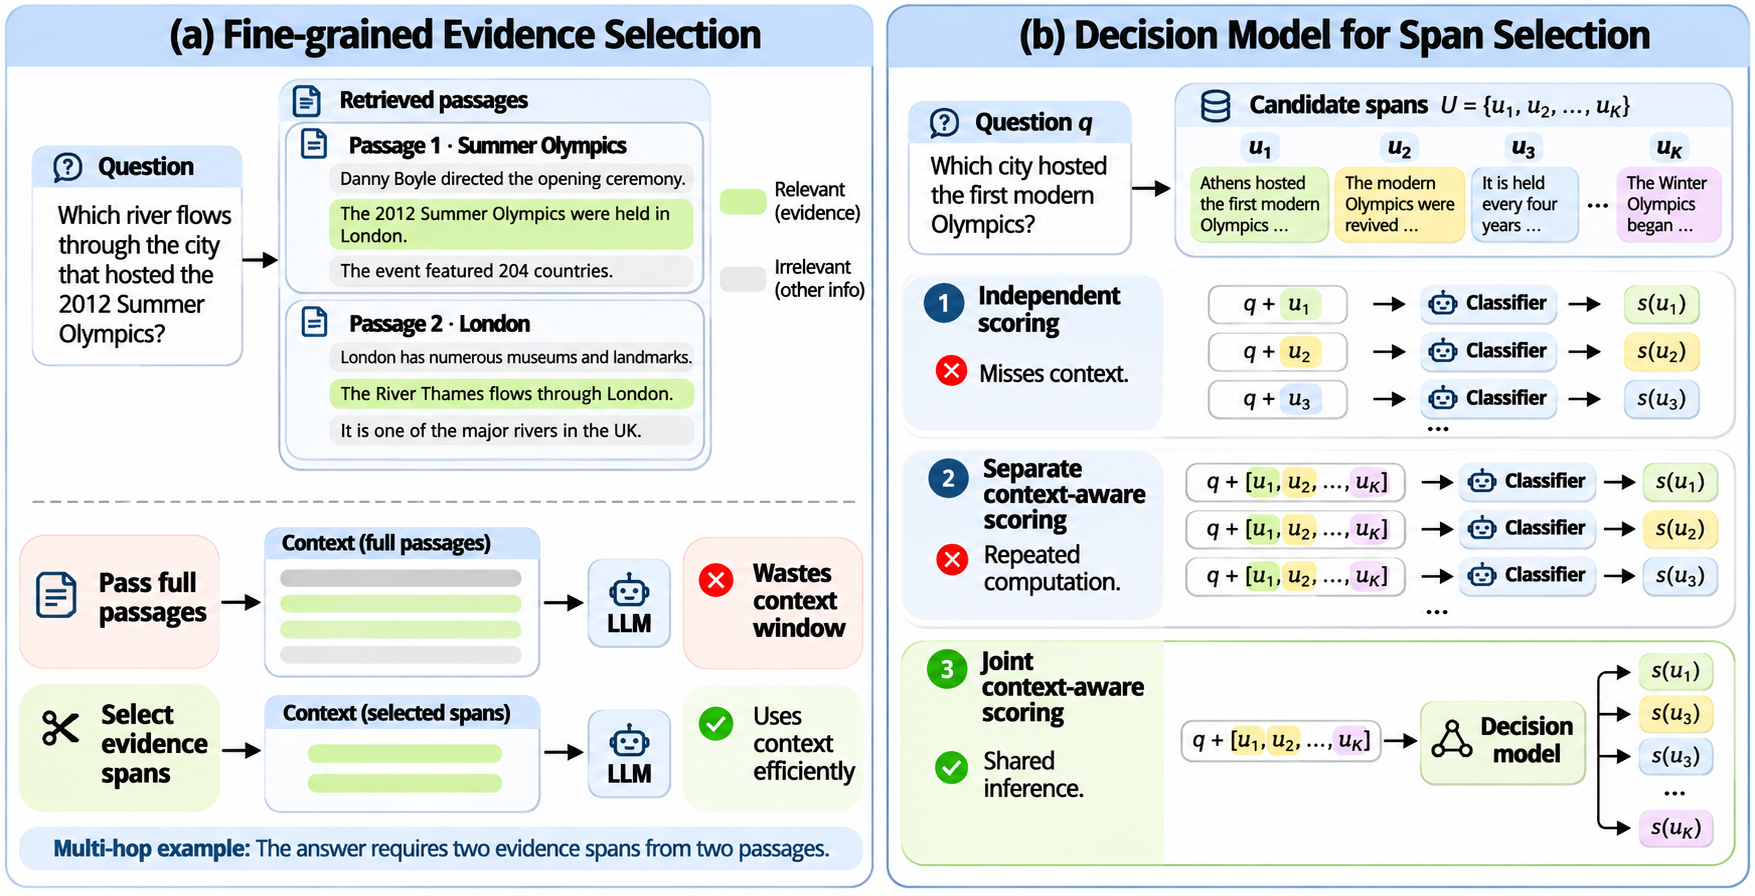 (a) Fine-grained Evidence Selection
Question
Which river flows
through the city
that hosted the
2012 Summer
Olympics?
Retrieved passages
Passage 1 · Summer Olympics
Danny Boyle directed the opening ceremony.
The 2012 Summer Olympics were held in
London.
The event featured 204 countries.
Passage 2 · London
London has numerous museums and landmarks.
The River Thames flows through London.
It is one of the major rivers in the UK.
Relevant
(evidence)
Irrelevant
(other info)
Pass full
passages
Context (full passages)
LLM
Wastes
context
window
Select
evidence
spans
Context (selected spans)
LLM
Uses
context
efficiently
Multi-hop example: The answer requires two evidence spans from two passages.
(b) Decision Model for Span Selection
Question q
Which city hosted
the first modern
Olympics?
Candidate spans U = {u₁, u₂, ..., u_K}
u₁ u₂ u₃ u_K
Athens hosted
the first modern
Olympics ...
The modern
Olympics were
revived ...
It is held
every four
years ...
...
The Winter
Olympics
began ...
1 Independent
scoring
Misses context.
q + u₁ Classifier s(u₁)
q + u₂ Classifier s(u₂)
q + u₃ Classifier s(u₃)
...
2 Separate
context-aware
scoring
Repeated
computation.
q + [u₁, u₂, ..., u_K] Classifier s(u₁)
q + [u₁, u₂, ..., u_K] Classifier s(u₂)
q + [u₁, u₂, ..., u_K] Classifier s(u₃)
...
3 Joint
context-aware
scoring
Shared
inference.
q + [u₁, u₂, ..., u_K]
Decision
model
s(u₁)
s(u₃)
s(u₃)
...
s(u_K)